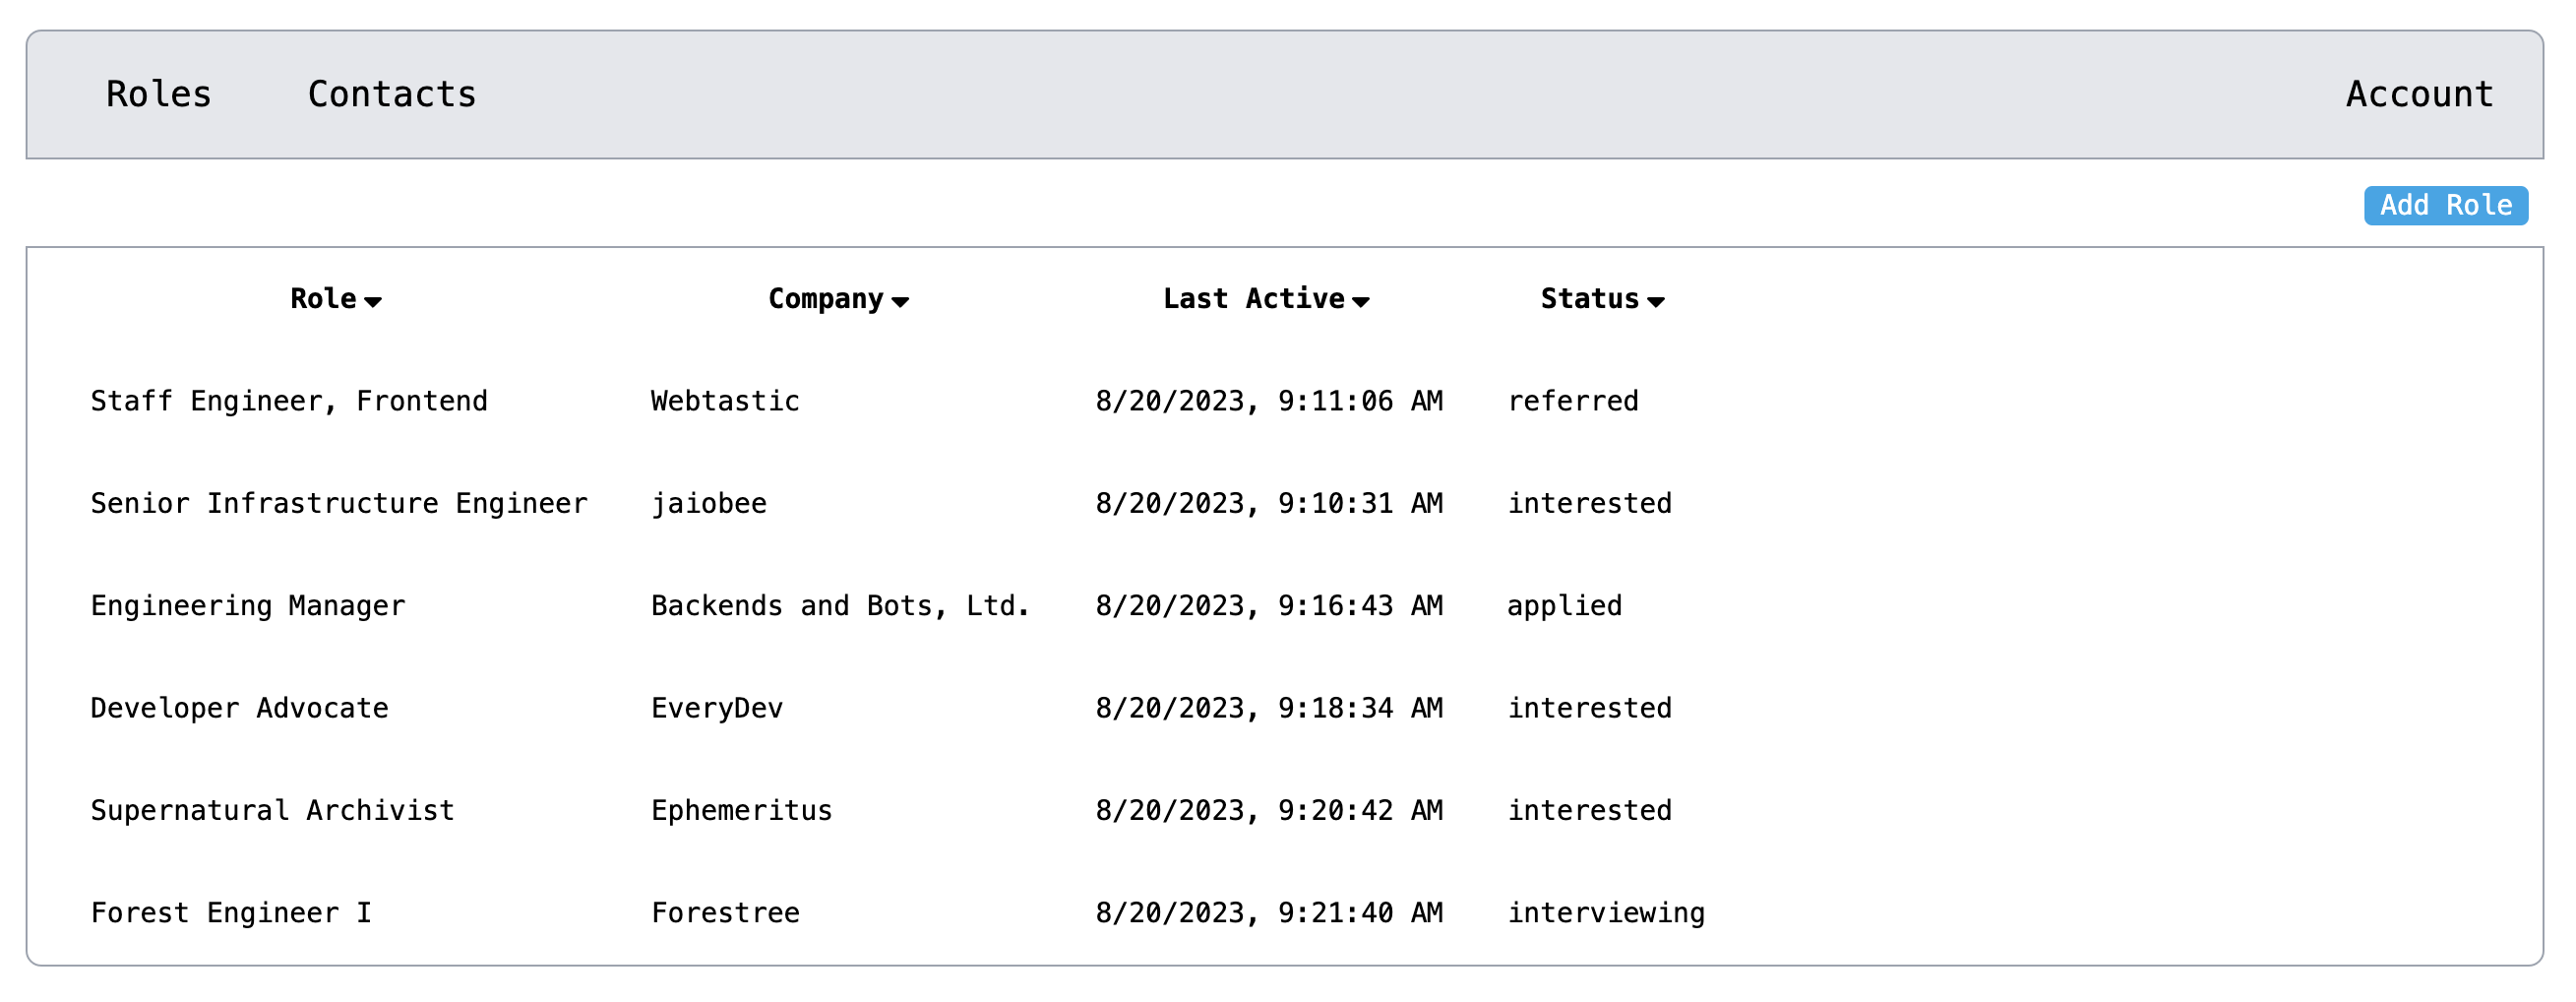 Roles Contacts Account
Add Role
Role Company Last Active Status
Staff Engineer, Frontend Webtastic 8/20/2023, 9:11:06 AM referred
Senior Infrastructure Engineer jaiobee 8/20/2023, 9:10:31 AM interested
Engineering Manager Backends and Bots, Ltd. 8/20/2023, 9:16:43 AM applied
Developer Advocate EveryDev 8/20/2023, 9:18:34 AM interested
Supernatural Archivist Ephemeritus 8/20/2023, 9:20:42 AM interested
Forest Engineer I Forestree 8/20/2023, 9:21:40 AM interviewing